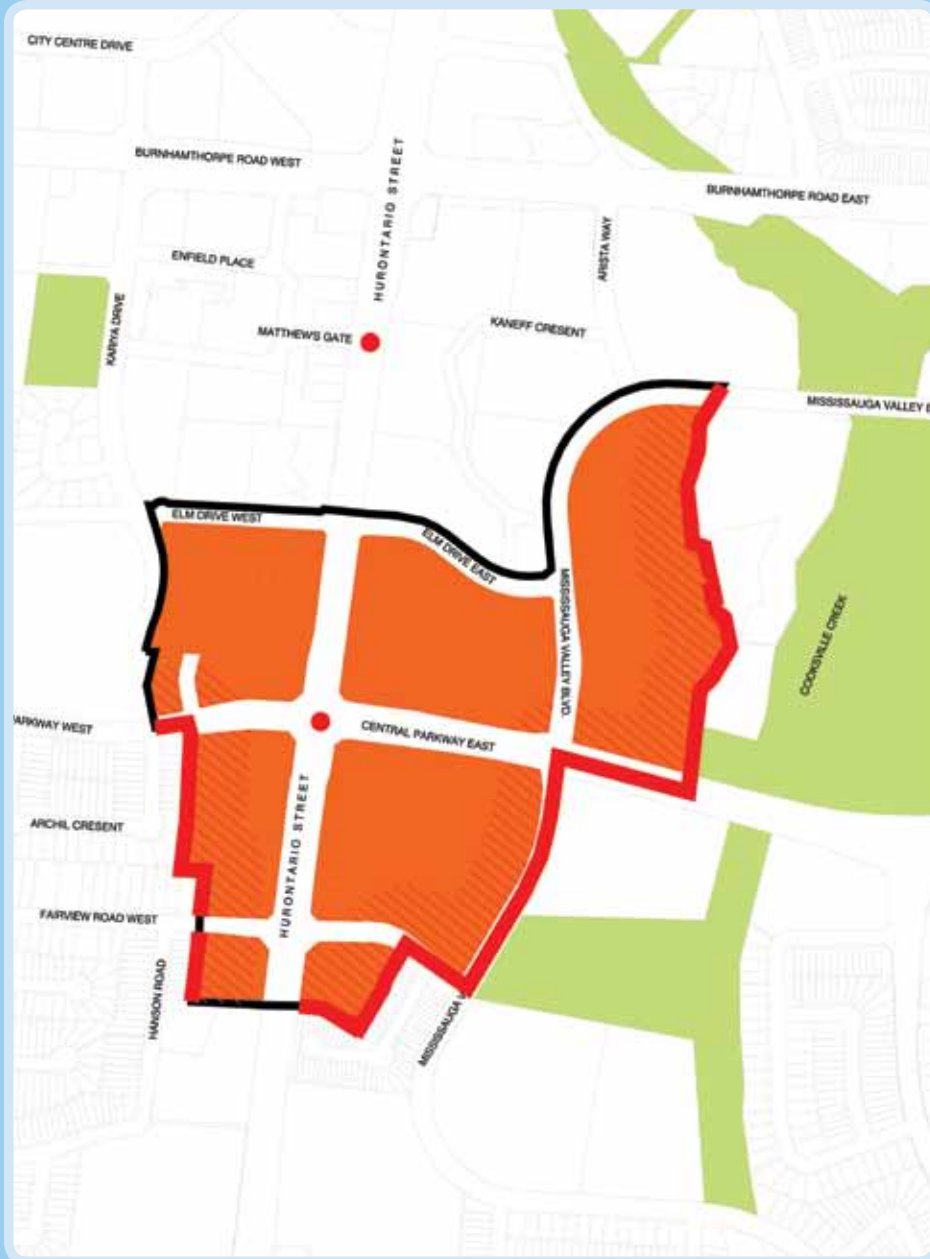 CITY CENTRE DRIVE
BURNHAMTHORPE ROAD WEST
HURONTARIO STREET
BURNHAMTHORPE ROAD EAST
ARISTA WAY
ENFIELD PLACE
KARIYA DRIVE
MATTHEWS GATE
KANEFF CRESENT
MISSISSAUGA VALLEY B
ELM DRIVE WEST
ELM DRIVE EAST
MISSISSAUGA VALLEY BLVD.
COOKSVILLE CREEK
PARKWAY WEST
CENTRAL PARKWAY EAST
HURONTARIO STREET
ARCHIL CRESENT
FAIRVIEW ROAD WEST
HANSON ROAD
MISSISSAUGA V